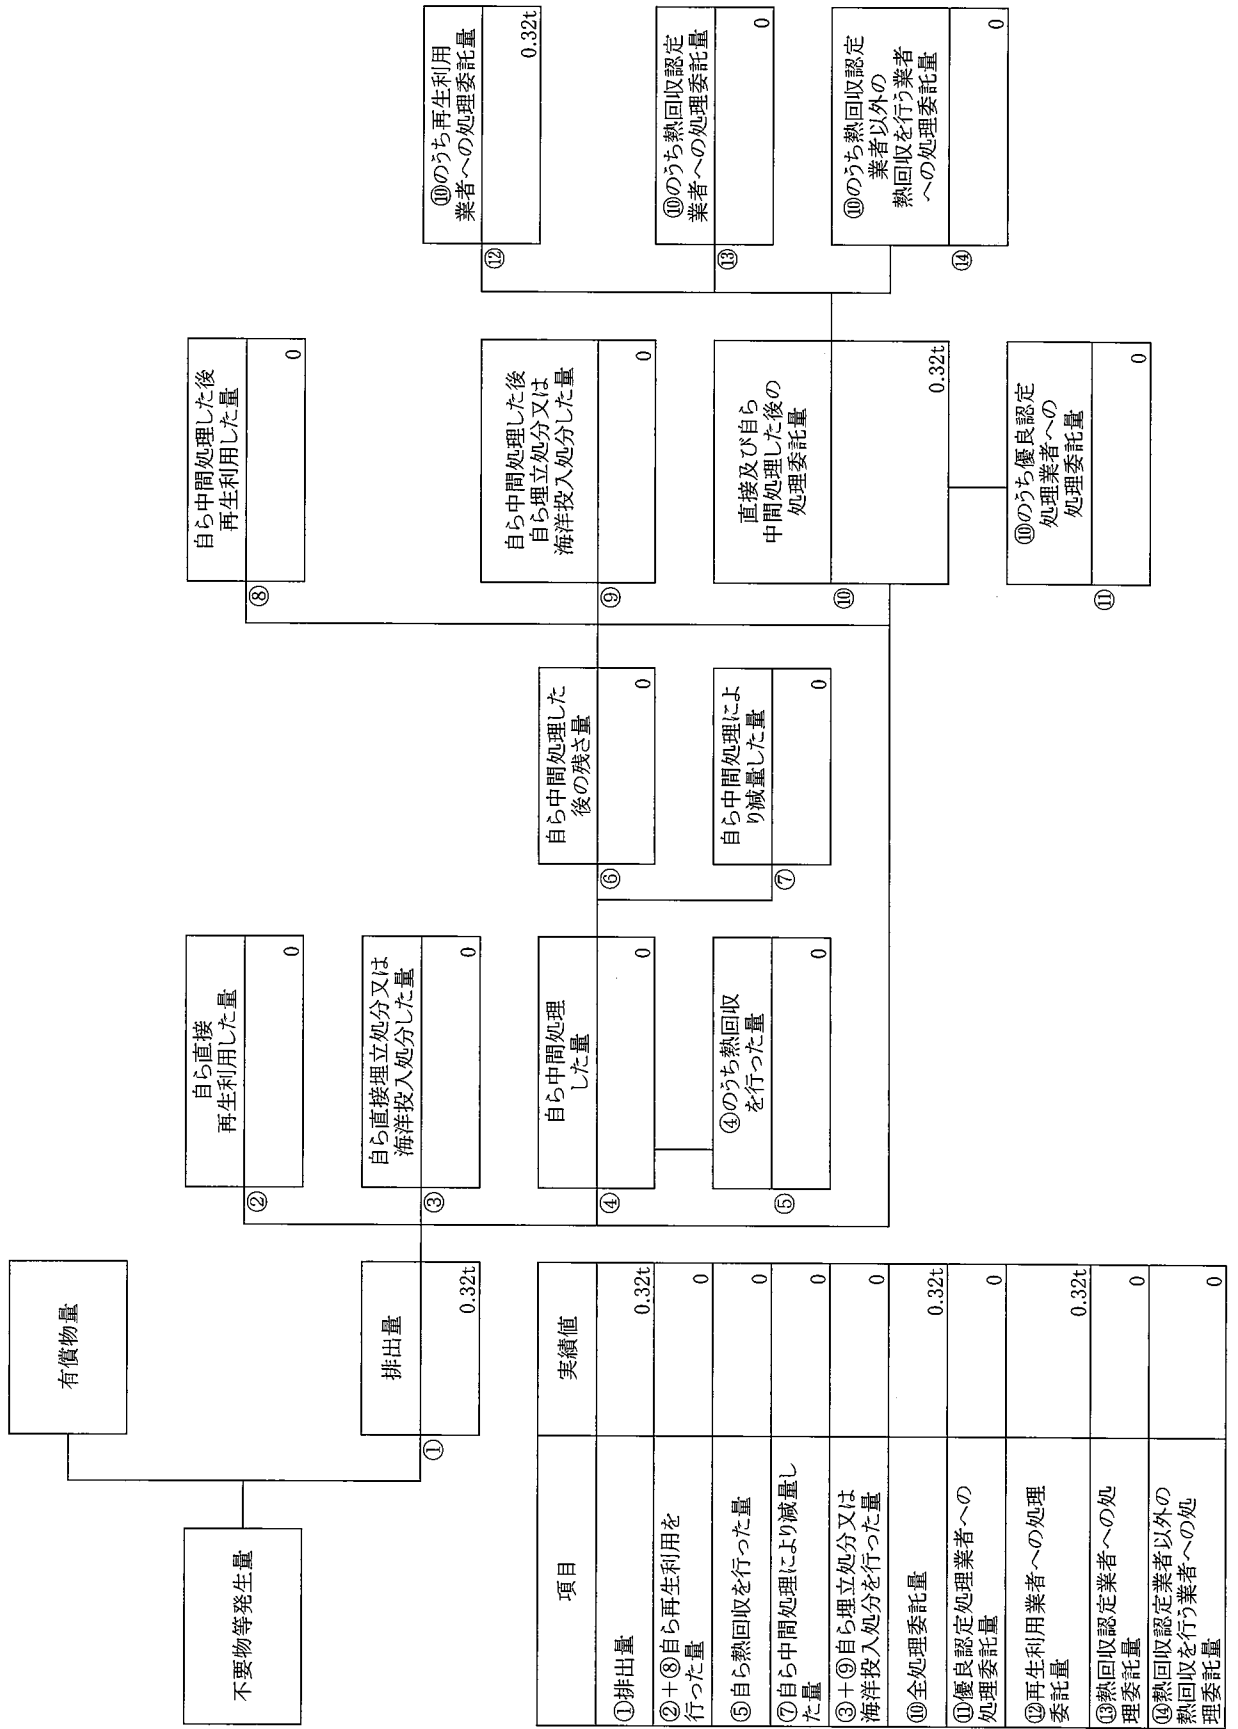 不要物等発生量
有償物量
①
排出量
0.32t
②
自ら直接
再生利用した量
0
③
自ら直接埋立処分又は
海洋投入処分した量
0
④
自ら中間処理
した量
0
⑤
④のうち熱回収
を行った量
0
⑥
自ら中間処理した
後の残さ量
0
⑦
自ら中間処理によ
り減量した量
0
⑧
自ら中間処理した後
再生利用した量
0
⑨
自ら中間処理した後
自ら埋立処分又は
海洋投入処分した量
0
⑩
直接及び自ら
中間処理した後の
処理委託量
0.32t
⑪
⑩のうち優良認定
処理業者への
処理委託量
0
⑫
⑩のうち再生利用
業者への処理委託量
0.32t
⑬
⑩のうち熱回収認定
業者への処理委託量
0
⑭
⑩のうち熱回収認定
業者以外の
熱回収を行う業者
への処理委託量
0
項目 実績値
①排出量 0.32t
②+⑧自ら再生利用を
行った量 0
⑤自ら熱回収を行った量 0
⑦自ら中間処理により減量し
た量 0
③+⑨自ら埋立処分又は
海洋投入処分を行った量 0
⑩全処理委託量 0.32t
⑪優良認定処理業者への
処理委託量 0
⑫再生利用業者への処理
委託量 0.32t
⑬熱回収認定業者への処
理委託量 0
⑭熱回収認定業者以外の
熱回収を行う業者への処
理委託量 0